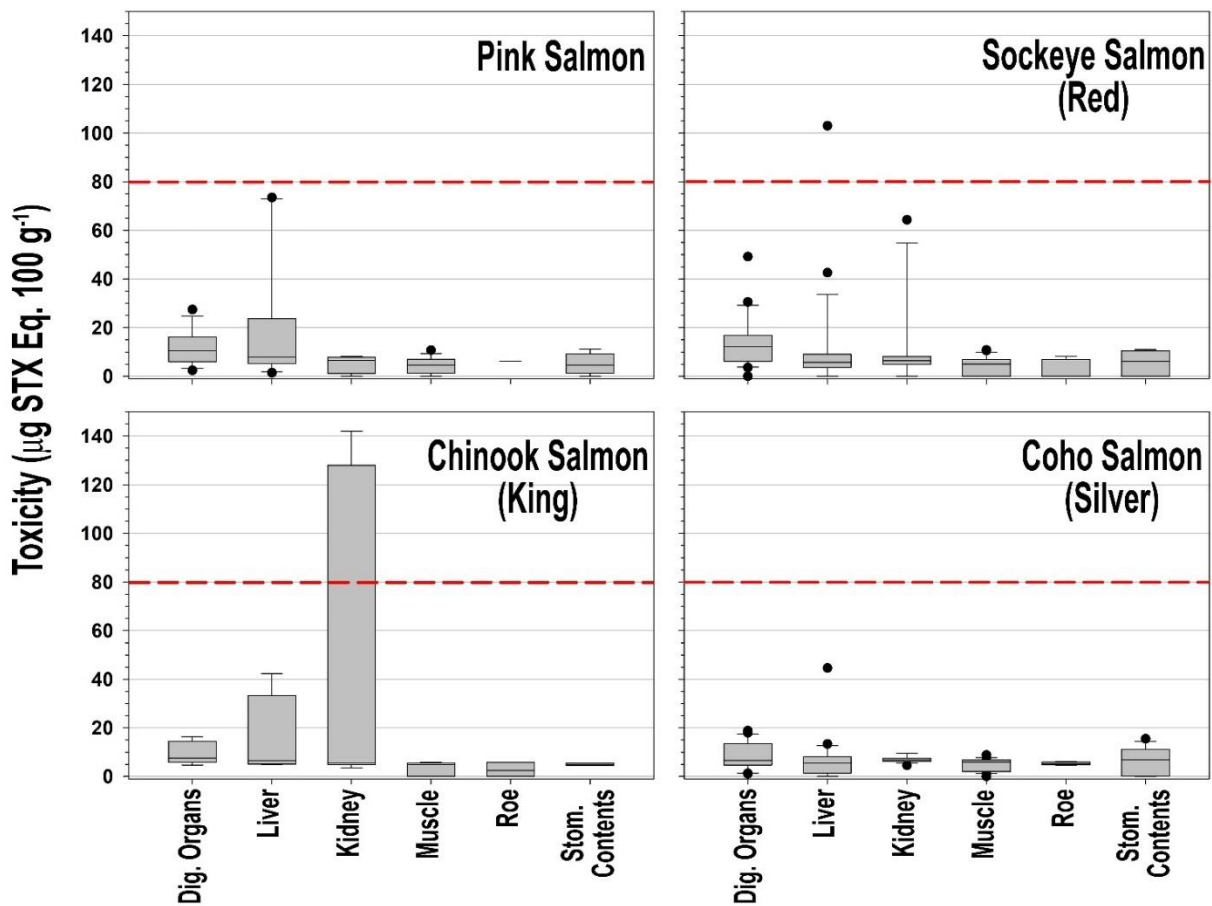 Toxicity (µg STX Eq. 100 g⁻¹)
140
120
100
80
60
40
20
0
Pink Salmon
Sockeye Salmon
(Red)
140
120
100
80
60
40
20
0
Chinook Salmon
(King)
Coho Salmon
(Silver)
Dig. Organs
Liver
Kidney
Muscle
Roe
Stom.
Contents
Dig. Organs
Liver
Kidney
Muscle
Roe
Stom.
Contents